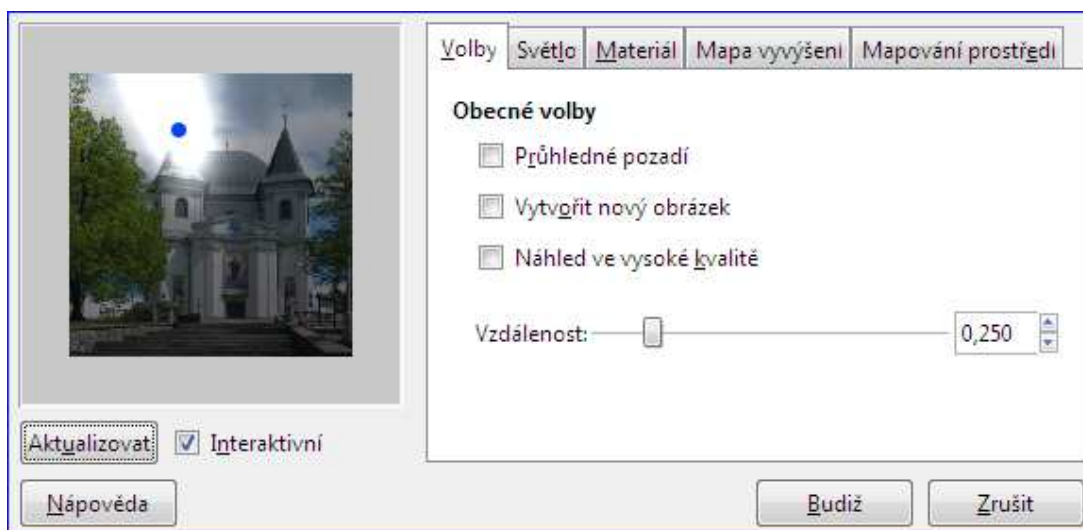 Volby Světlo Materiál Mapa vyvýšení Mapování prostředí
Obecné volby
Průhledné pozadí
Vytvořit nový obrázek
Náhled ve vysoké kvalitě
Vzdálenost: 0,250
Aktualizovat Interaktivní
Nápověda Budiž Zrušit